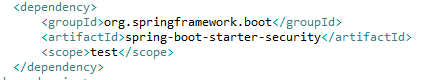 <dependency>
<groupId>org.springframework.boot</groupId>
<artifactId>spring-boot-starter-security</artifactId>
<scope>test</scope>
</dependency>